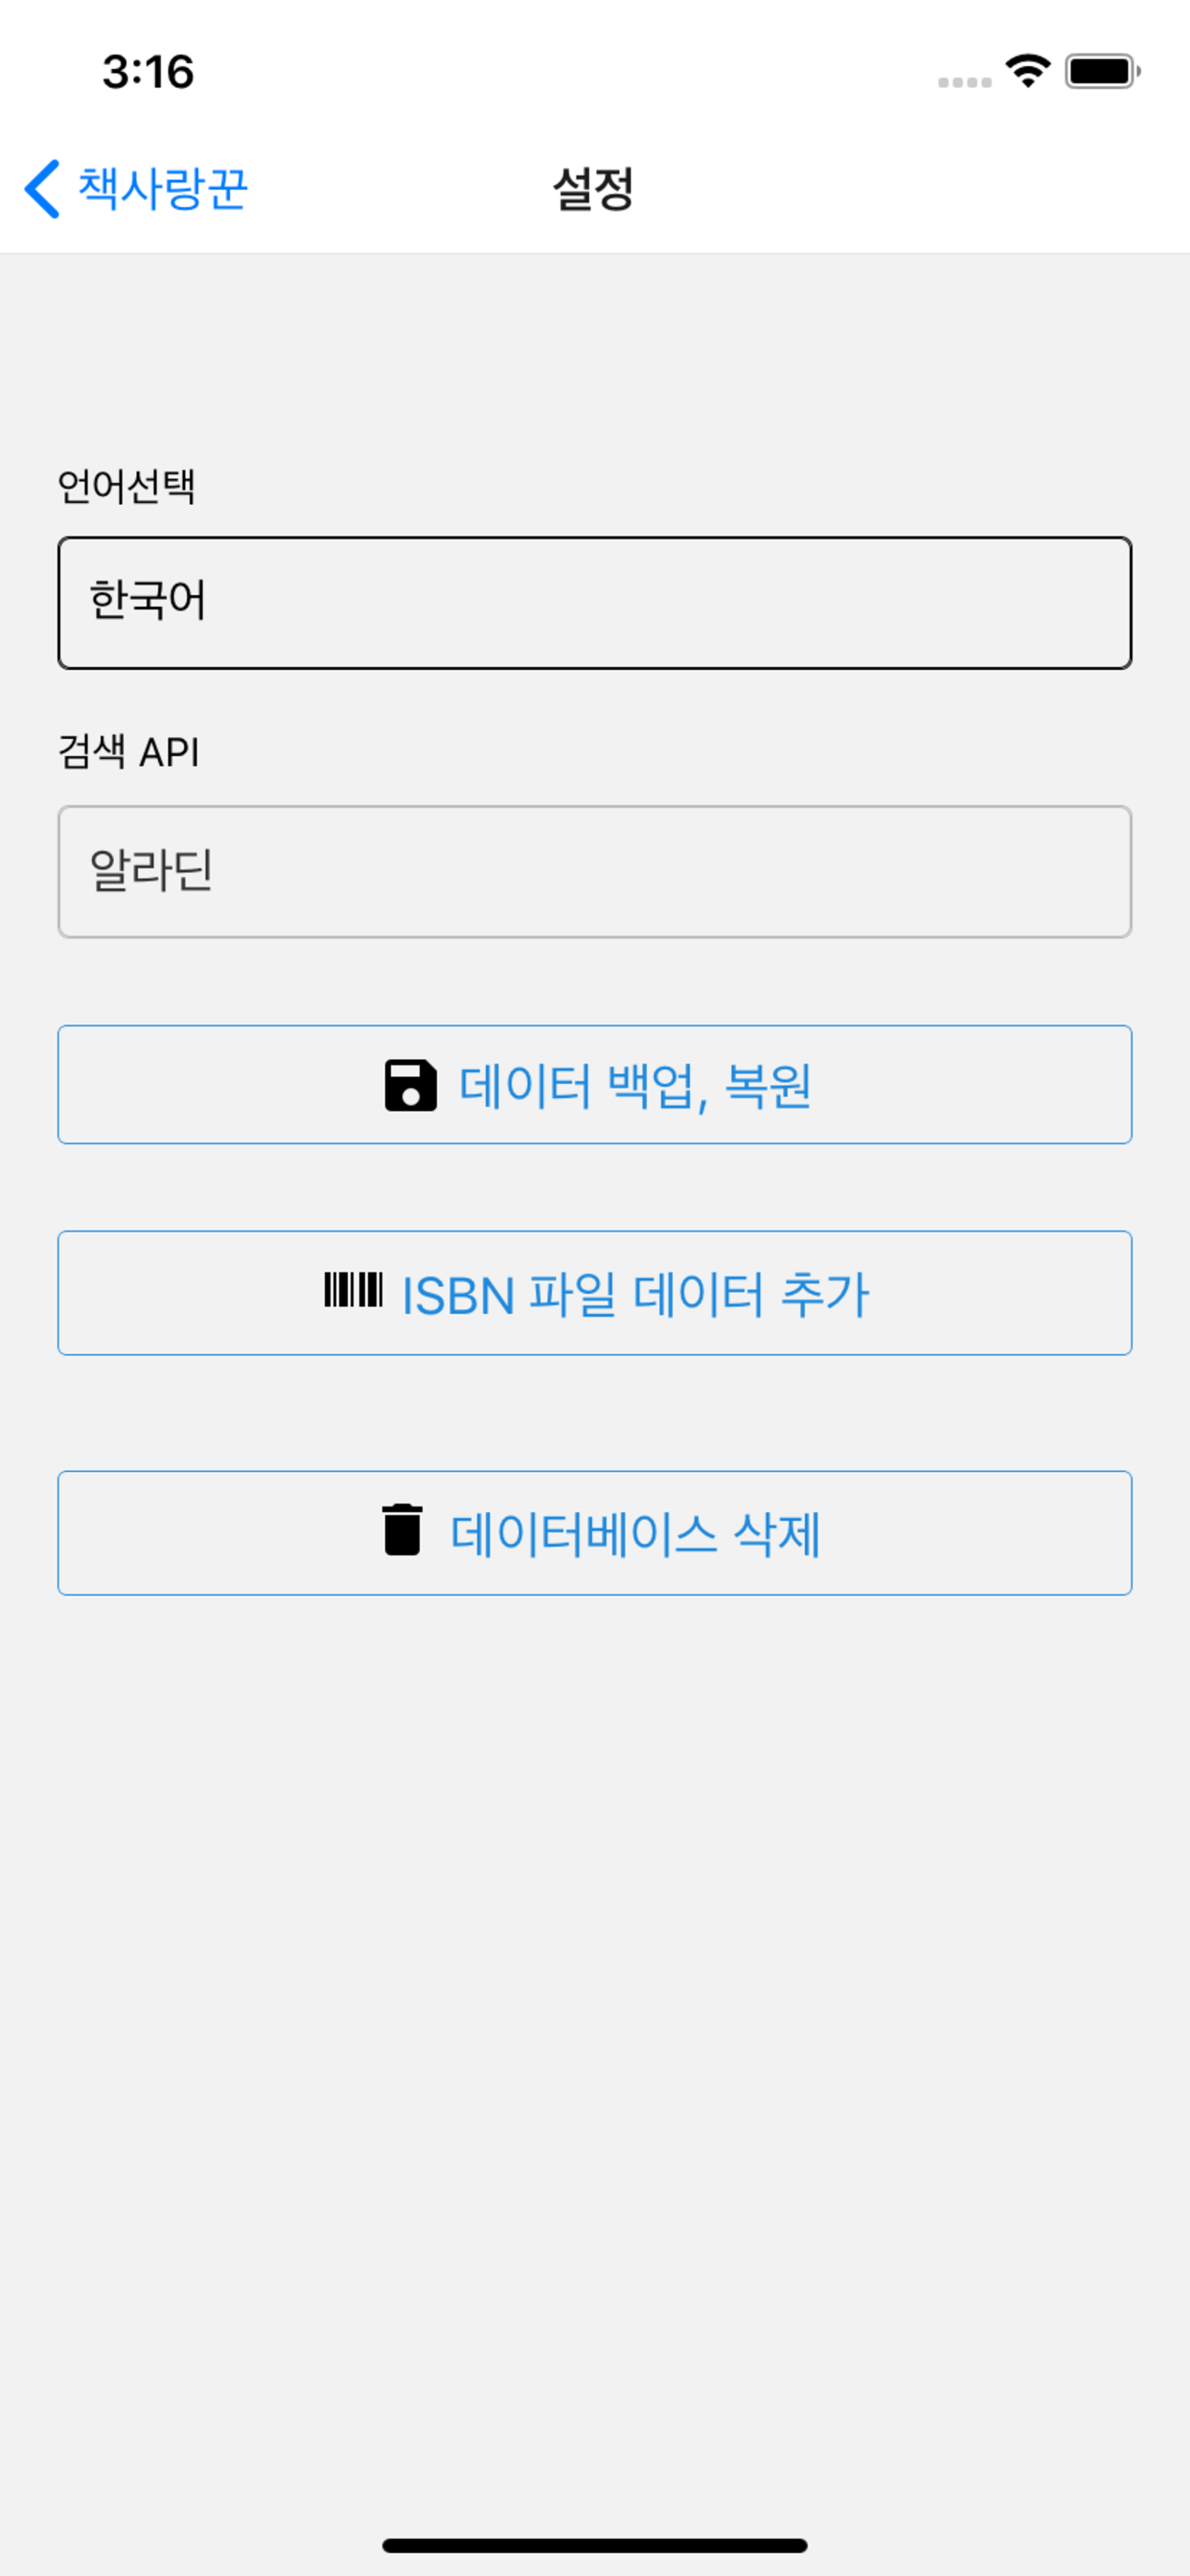 3:16
책사랑꾼
설정
언어선택
한국어
검색 API
알라딘
데이터 백업, 복원
ISBN 파일 데이터 추가
데이터베이스 삭제